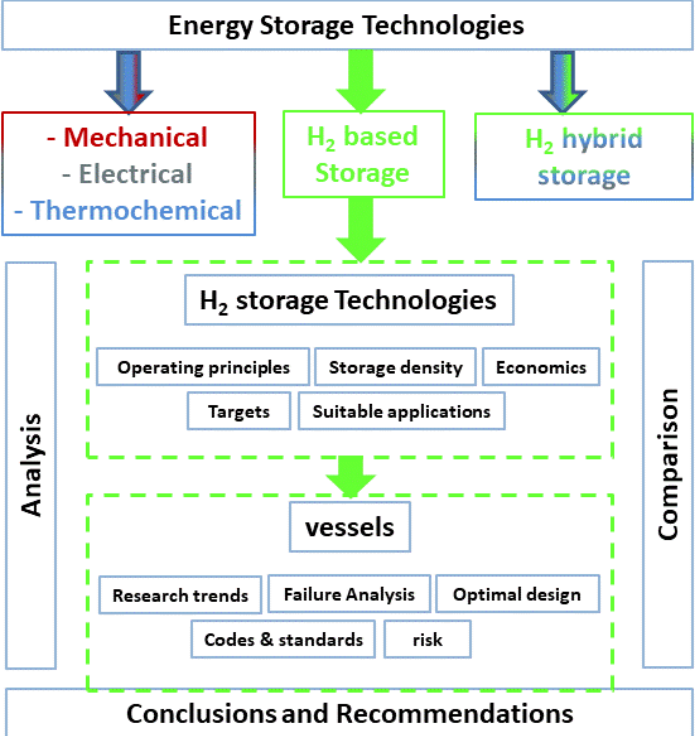 Energy Storage Technologies
- Mechanical
- Electrical
- Thermochemical
H₂ based
Storage
H₂ hybrid
storage
Analysis
H₂ storage Technologies
Operating principles
Storage density
Economics
Targets
Suitable applications
vessels
Research trends
Failure Analysis
Optimal design
Codes & standards
risk
Comparison
Conclusions and Recommendations